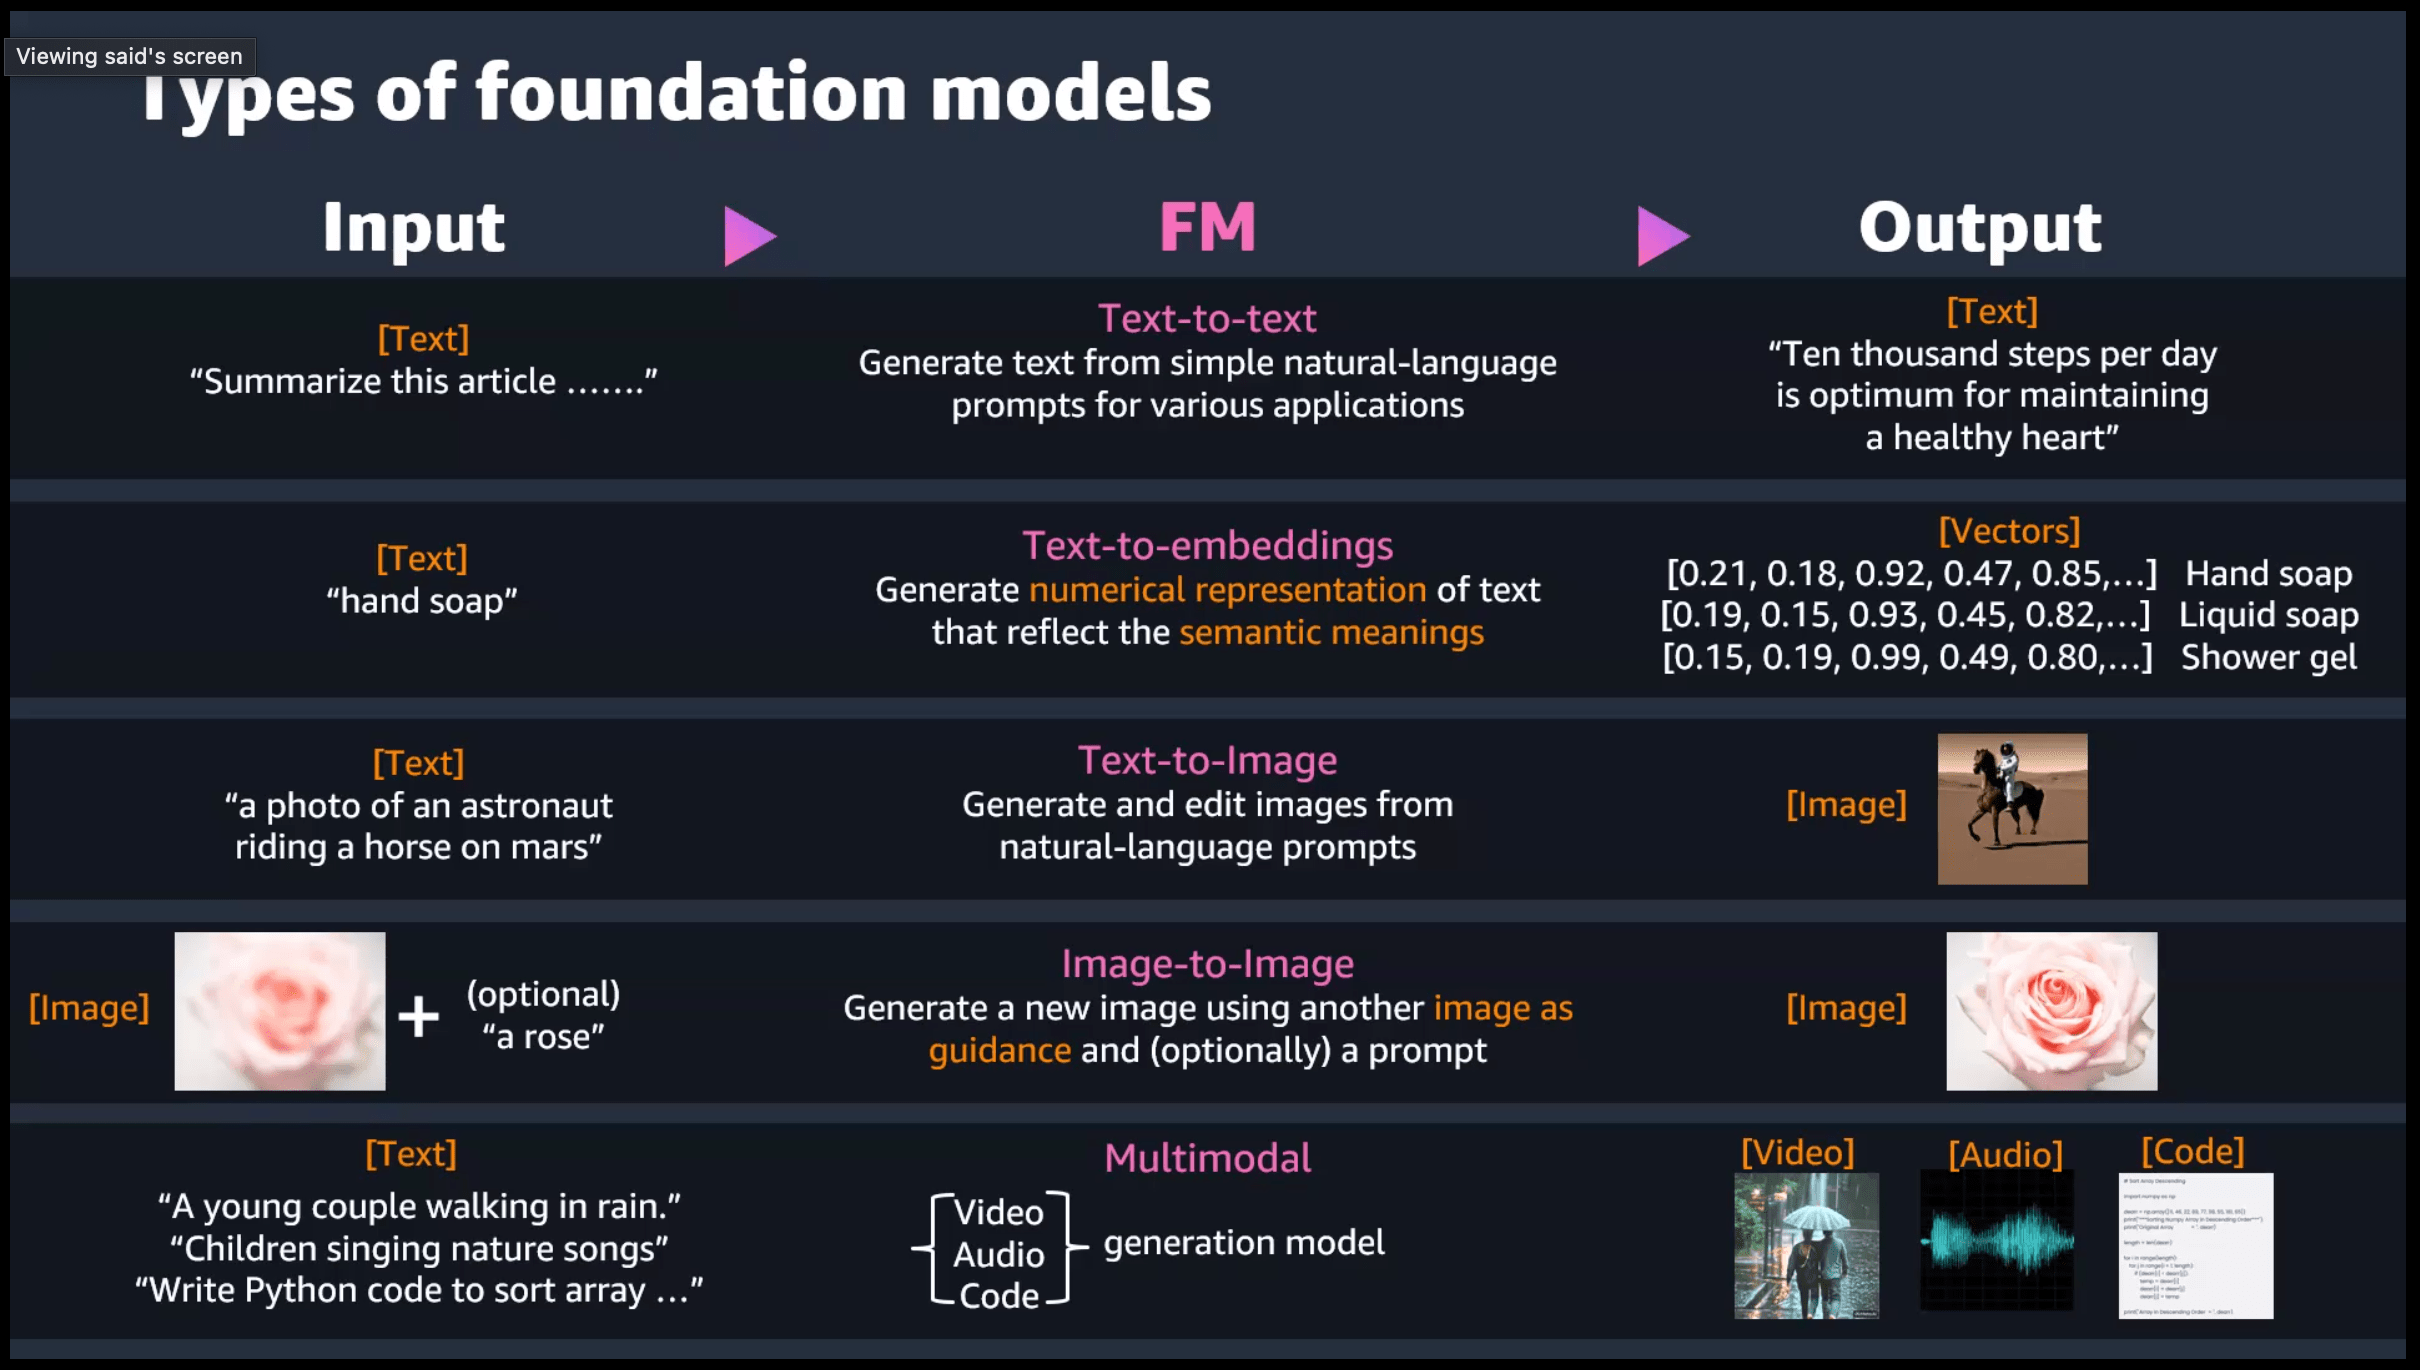 Viewing said's screen
Types of foundation models
Input
FM
Output
[Text]
“Summarize this article …….”
Text-to-text
Generate text from simple natural-language
prompts for various applications
[Text]
“Ten thousand steps per day
is optimum for maintaining
a healthy heart”
[Text]
“hand soap”
Text-to-embeddings
Generate numerical representation of text
that reflect the semantic meanings
[Vectors]
[0.21, 0.18, 0.92, 0.47, 0.85,…] Hand soap
[0.19, 0.15, 0.93, 0.45, 0.82,…] Liquid soap
[0.15, 0.19, 0.99, 0.49, 0.80,…] Shower gel
[Text]
“a photo of an astronaut
riding a horse on mars”
Text-to-Image
Generate and edit images from
natural-language prompts
[Image]
[Image]
(optional)
“a rose”
Image-to-Image
Generate a new image using another image as
guidance and (optionally) a prompt
[Image]
[Text]
“A young couple walking in rain.”
“Children singing nature songs”
“Write Python code to sort array …”
Multimodal
Video
Audio
Code
generation model
[Video]
[Audio]
[Code]
# Sort Array Descending
import numpy as np